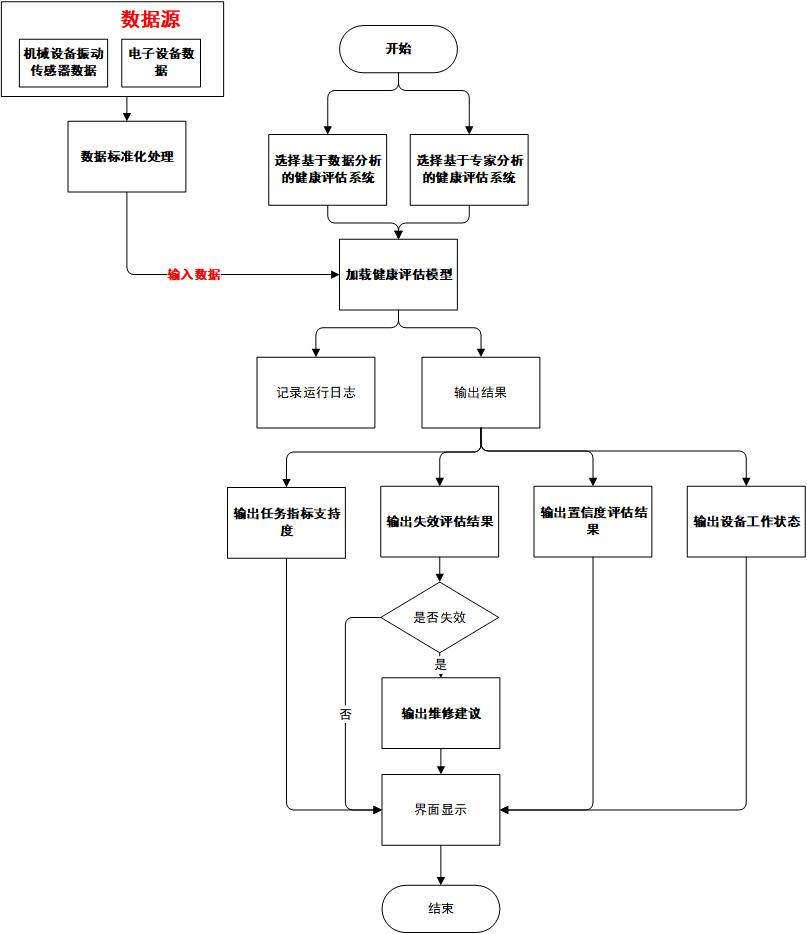 数据源
机械设备振动
传感器数据
电子设备数
据
数据标准化处理
开始
选择基于数据分析
的健康评估系统
选择基于专家分析
的健康评估系统
输入数据
加载健康评估模型
记录运行日志
输出结果
输出任务指标支持
度
输出失效评估结果
输出置信度评估结
果
输出设备工作状态
是否失效
是
否
输出维修建议
界面显示
结束